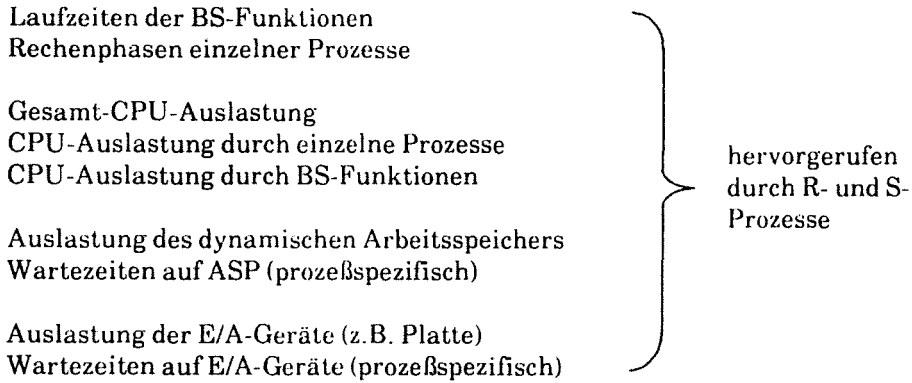 Laufzeiten der BS-Funktionen
Rechenphasen einzelner Prozesse
Gesamt-CPU-Auslastung
CPU-Auslastung durch einzelne Prozesse
CPU-Auslastung durch BS-Funktionen
Auslastung des dynamischen Arbeitsspeichers
Wartezeiten auf ASP (prozeßspezifisch)
Auslastung der E/A-Geräte (z.B. Platte)
Wartezeiten auf E/A-Geräte (prozeßspezifisch)
hervorgerufen
durch R- und S-
Prozesse